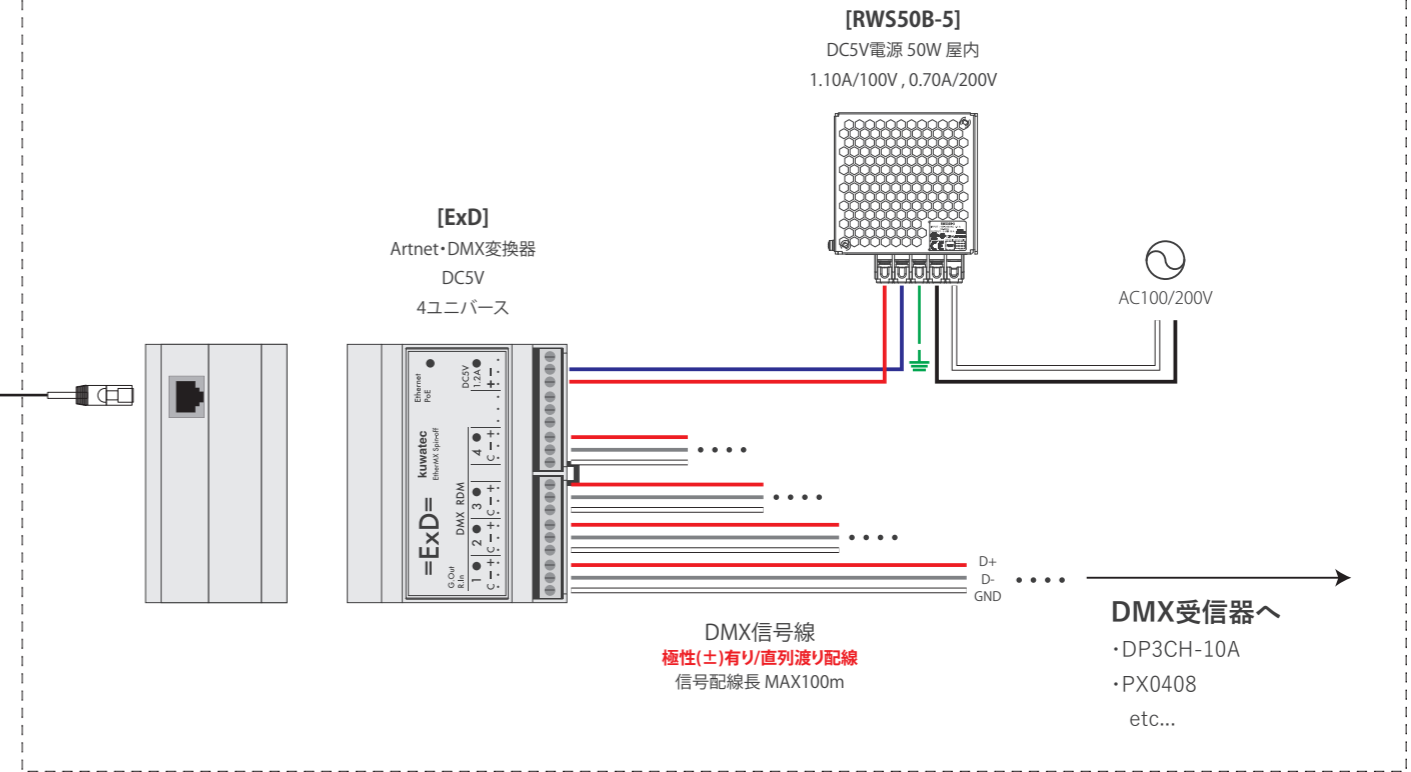 [RWS50B-5]
DC5V電源 50W 屋内
1.10A/100V , 0.70A/200V
[ExD]
Artnet・DMX変換器
DC5V
4ユニバース
AC100/200V
Ethernet
PoE
DC5V
1.2A
+ - .
kuwatec
EtherMX Spin-off
=ExD=
DMX RDM
G.Out
R.In
1
C - +
2
C - +
3
C - +
4
C - +
D+
D-
GND
DMX信号線
極性(±)有り/直列渡り配線
信号配線長 MAX100m
DMX受信器へ
・DP3CH-10A
・PX0408
etc...